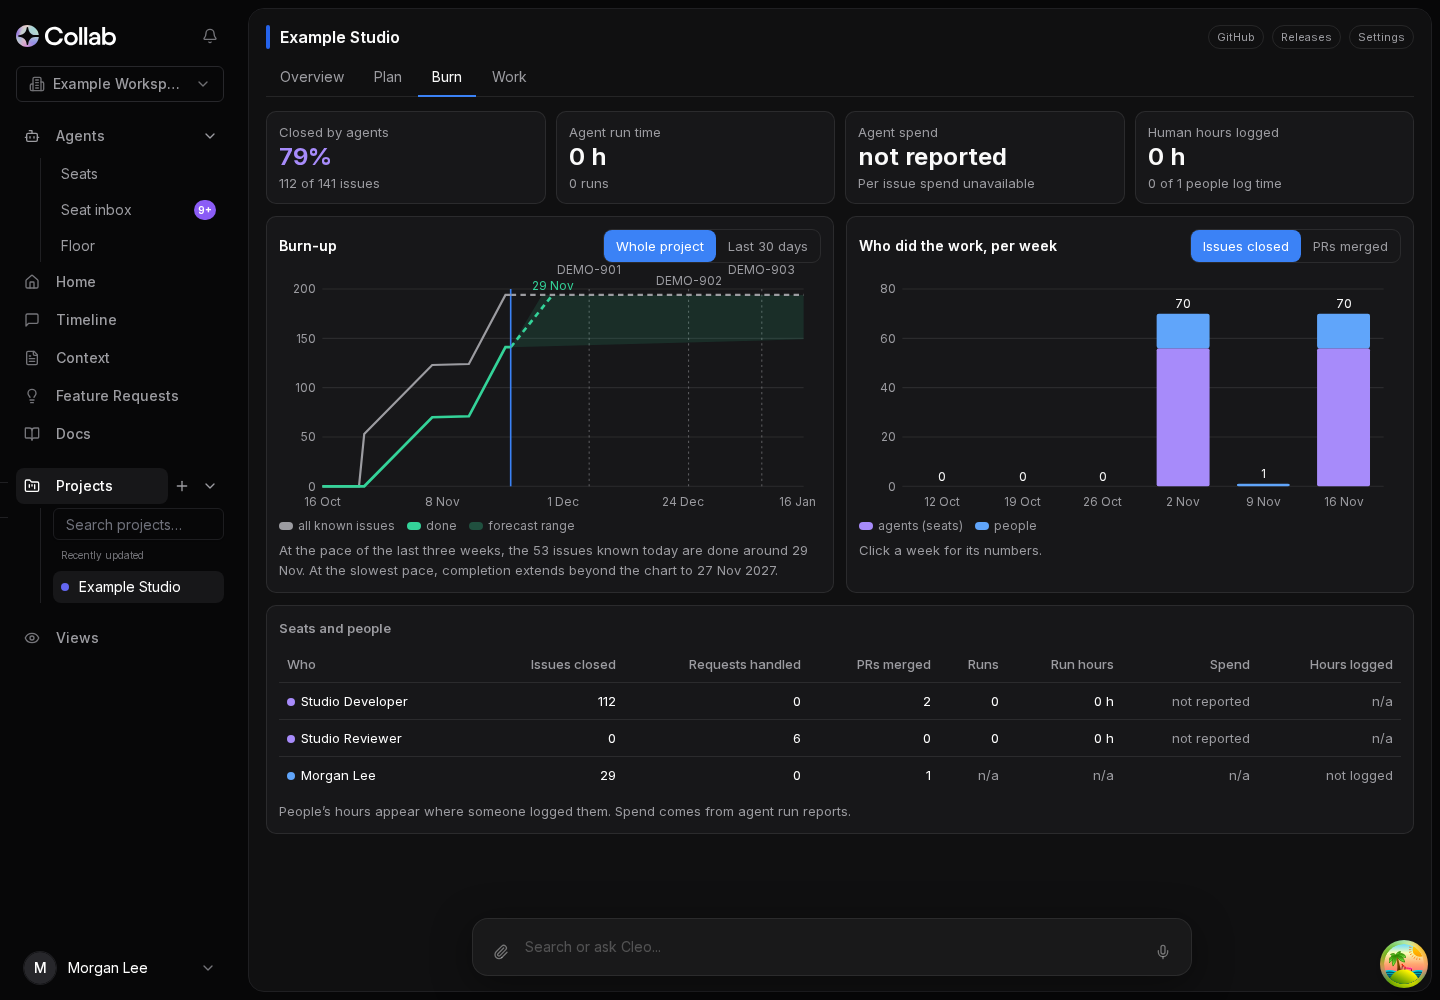 Collab
Example Worksp...
Agents
Seats
Seat inbox
9+
Floor
Home
Timeline
Context
Feature Requests
Docs
Projects
Search projects...
Recently updated
Example Studio
Views
M
Morgan Lee
Example Studio
GitHub
Releases
Settings
Overview
Plan
Burn
Work
Closed by agents
79%
112 of 141 issues
Agent run time
0 h
0 runs
Agent spend
not reported
Per issue spend unavailable
Human hours logged
0 h
0 of 1 people log time
Burn-up
Whole project
Last 30 days
DEMO-901
DEMO-902
DEMO-903
29 Nov
200
150
100
50
0
16 Oct
8 Nov
1 Dec
24 Dec
16 Jan
all known issues
done
forecast range
At the pace of the last three weeks, the 53 issues known today are done around 29
Nov. At the slowest pace, completion extends beyond the chart to 27 Nov 2027.
Who did the work, per week
Issues closed
PRs merged
80
60
40
20
0
0
0
0
70
1
70
12 Oct
19 Oct
26 Oct
2 Nov
9 Nov
16 Nov
agents (seats)
people
Click a week for its numbers.
Seats and people
Who Issues closed Requests handled PRs merged Runs Run hours Spend Hours logged
Studio Developer 112 0 2 0 0 h not reported n/a
Studio Reviewer 0 6 0 0 0 h not reported n/a
Morgan Lee 29 0 1 n/a n/a n/a not logged
People’s hours appear where someone logged them. Spend comes from agent run reports.
Search or ask Cleo...